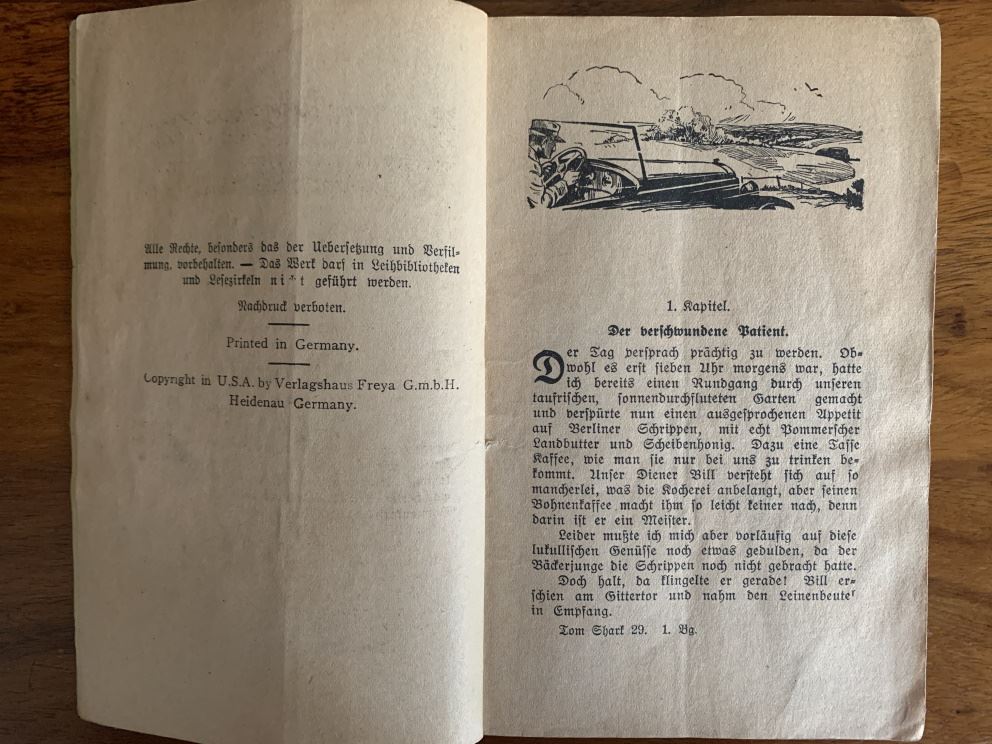 Alle Rechte, besonders das der Uebersetzung und Verfil-
mung, vorbehalten. — Das Werk darf in Leihbibliotheken
und Lesezirkeln nicht geführt werden.
Nachdruck verboten.
Printed in Germany.
Copyright in U.S.A. by Verlagshaus Freya G.m.b.H.
Heidenau Germany.
1. Kapitel.
Der verschwundene Patient.
Der Tag versprach prächtig zu werden. Ob-
wohl es erst sieben Uhr morgens war, hatte
ich bereits einen Rundgang durch unseren
taufrischen, sonnendurchfluteten Garten gemacht
und verspürte nun einen ausgesprochenen Appetit
auf Berliner Schrippen, mit echt Pommerscher
Landbutter und Scheibenhonig. Dazu eine Tasse
Kaffee, wie man sie nur bei uns zu trinken be-
kommt. Unser Diener Bill versteht sich auf so
mancherlei, was die Kocherei anbelangt, aber seinen
Bohnenkaffee macht ihm so leicht keiner nach, denn
darin ist er ein Meister.
Leider mußte ich mich aber vorläufig auf diese
lukullischen Genüsse noch etwas gedulden, da der
Bäckerjunge die Schrippen noch nicht gebracht hatte.
Doch halt, da klingelte er gerade! Bill er-
schien am Gittertor und nahm den Leinenbeutel
in Empfang.
Tom Shark 29. 1. Bg.